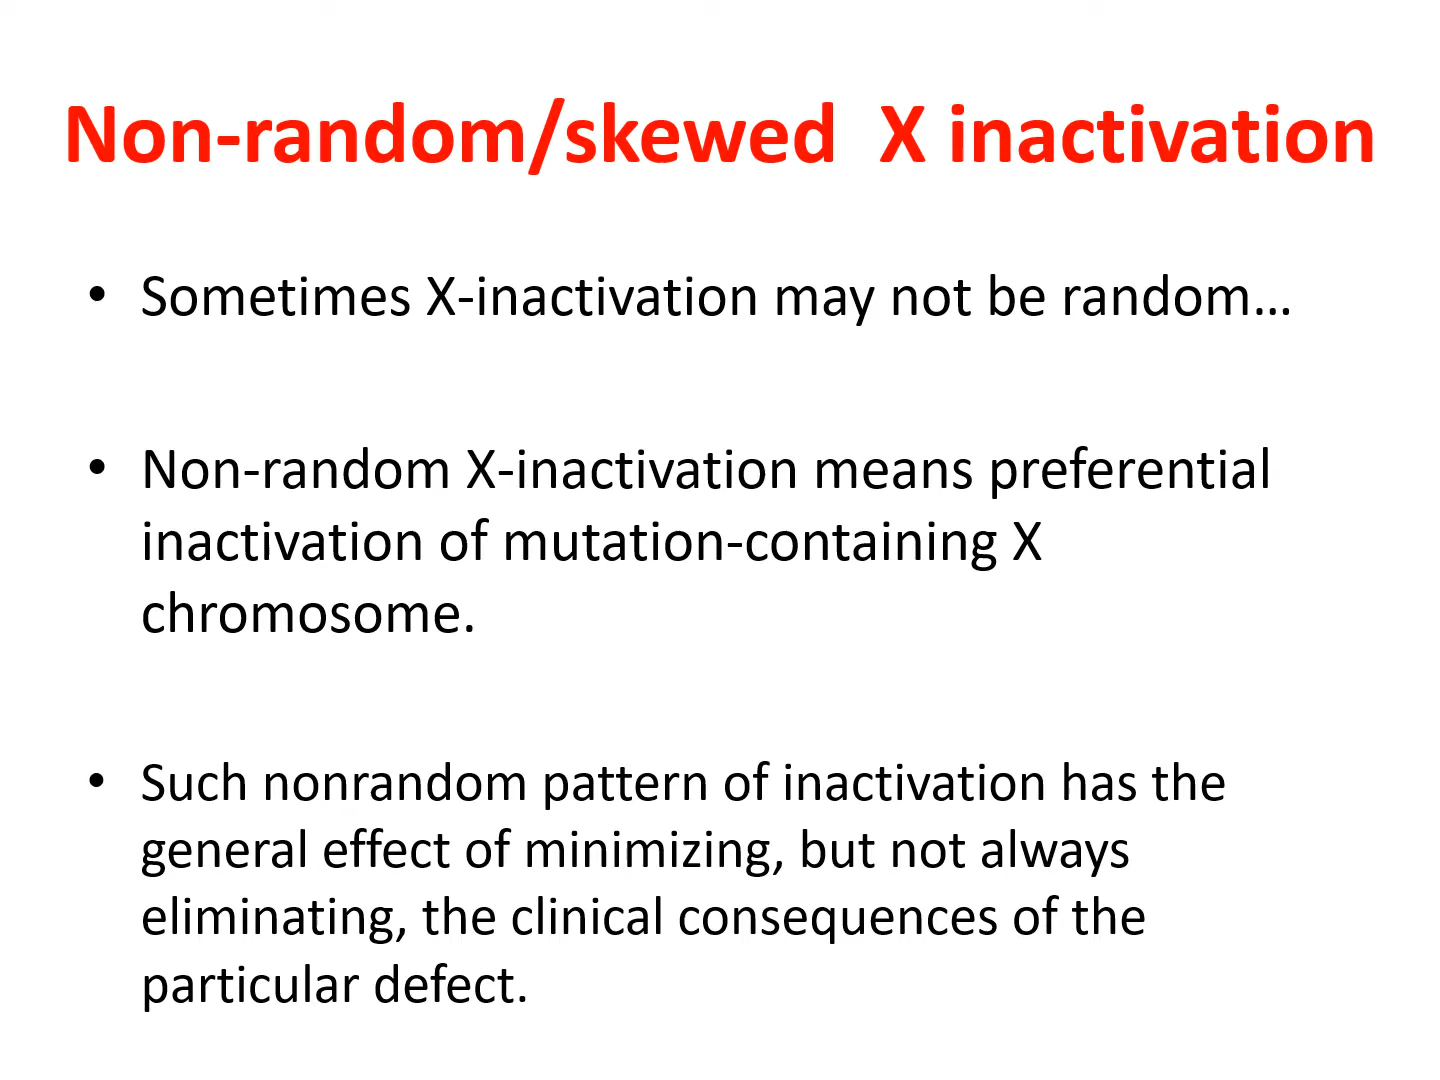 Non-random/skewed  X inactivation
• Sometimes X-inactivation may not be random…
• Non-random X-inactivation means preferential
inactivation of mutation-containing X
chromosome.
• Such nonrandom pattern of inactivation has the
general effect of minimizing, but not always
eliminating, the clinical consequences of the
particular defect.